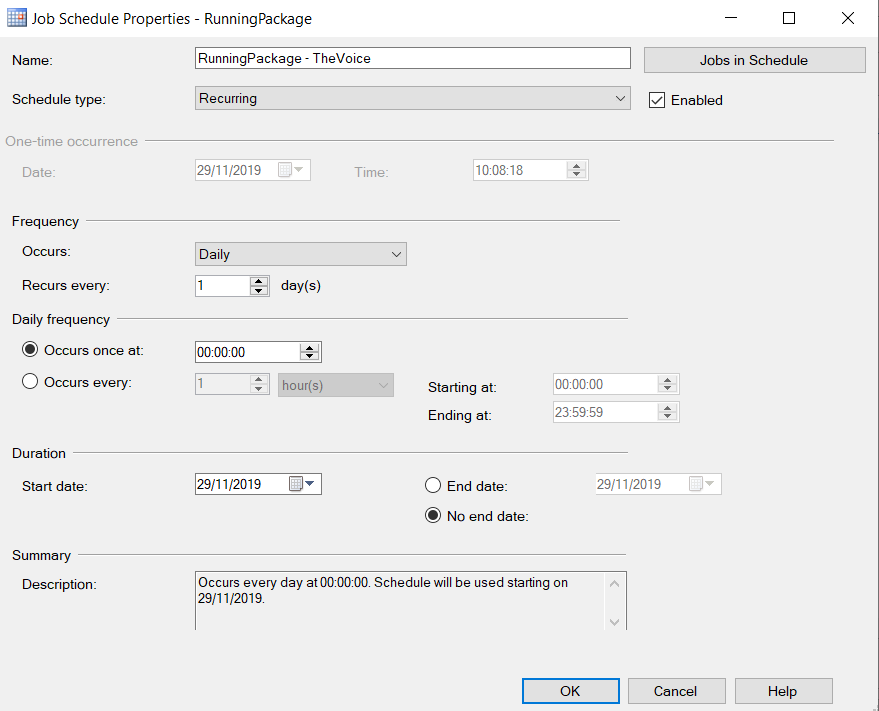 Job Schedule Properties - RunningPackage
Name: RunningPackage - TheVoice Jobs in Schedule
Schedule type: Recurring Enabled
One-time occurrence
Date: 29/11/2019 Time: 10:08:18
Frequency
Occurs: Daily
Recurs every: 1 day(s)
Daily frequency
Occurs once at: 00:00:00
Occurs every: 1 hour(s) Starting at: 00:00:00
Ending at: 23:59:59
Duration
Start date: 29/11/2019 End date: 29/11/2019
No end date:
Summary
Description: Occurs every day at 00:00:00. Schedule will be used starting on
29/11/2019.
OK Cancel Help